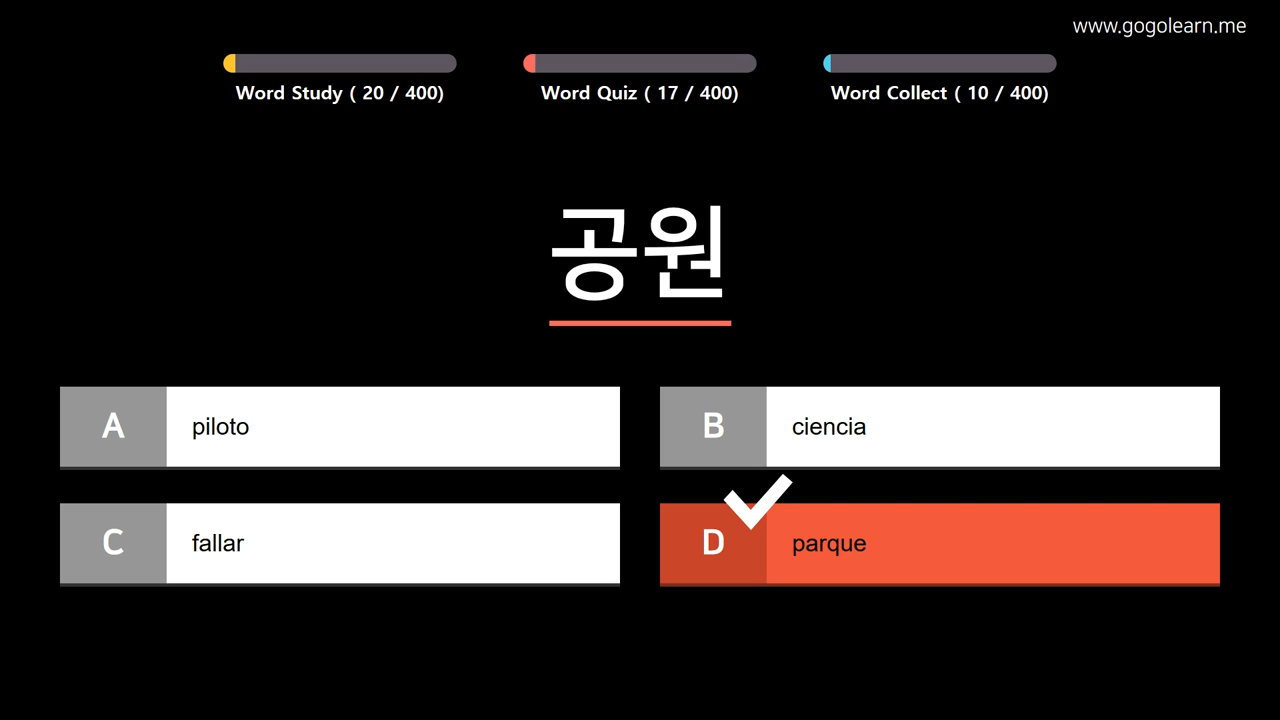 www.gogolearn.me
Word Study ( 20 / 400)
Word Quiz ( 17 / 400)
Word Collect ( 10 / 400)
공원
A piloto
B ciencia
C fallar
D parque